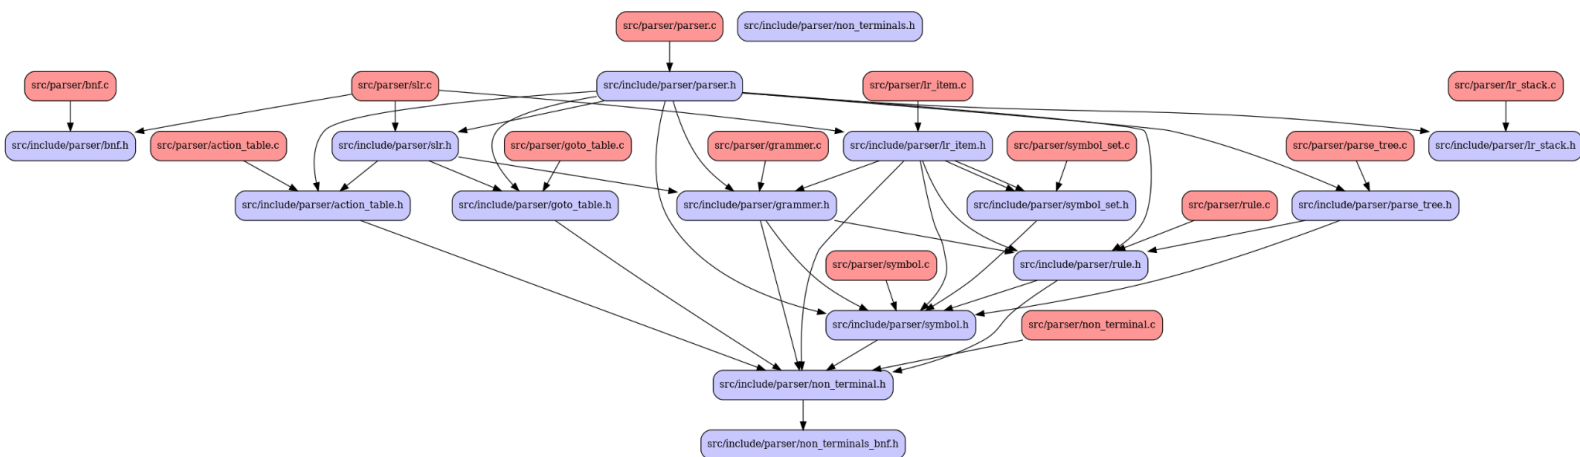 src/parser/parser.c
src/include/parser/non_terminals.h
src/parser/bnf.c
src/parser/slr.c
src/include/parser/parser.h
src/parser/lr_item.c
src/parser/lr_stack.c
src/include/parser/bnf.h
src/parser/action_table.c
src/include/parser/slr.h
src/parser/goto_table.c
src/parser/grammer.c
src/include/parser/lr_item.h
src/parser/symbol_set.c
src/parser/parse_tree.c
src/include/parser/lr_stack.h
src/include/parser/action_table.h
src/include/parser/goto_table.h
src/include/parser/grammer.h
src/include/parser/symbol_set.h
src/parser/rule.c
src/include/parser/parse_tree.h
src/parser/symbol.c
src/include/parser/rule.h
src/include/parser/symbol.h
src/parser/non_terminal.c
src/include/parser/non_terminal.h
src/include/parser/non_terminals_bnf.h